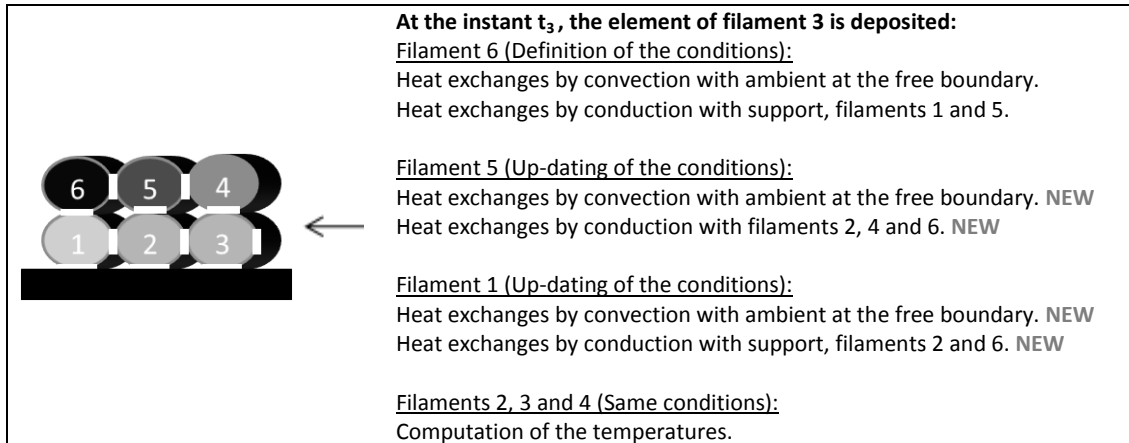 At the instant t3, the element of filament 3 is deposited:
Filament 6 (Definition of the conditions):
Heat exchanges by convection with ambient at the free boundary.
Heat exchanges by conduction with support, filaments 1 and 5.
Filament 5 (Up-dating of the conditions):
Heat exchanges by convection with ambient at the free boundary. NEW
Heat exchanges by conduction with filaments 2, 4 and 6. NEW
Filament 1 (Up-dating of the conditions):
Heat exchanges by convection with ambient at the free boundary. NEW
Heat exchanges by conduction with support, filaments 2 and 6. NEW
Filaments 2, 3 and 4 (Same conditions):
Computation of the temperatures.
6 5 4
1 2 3